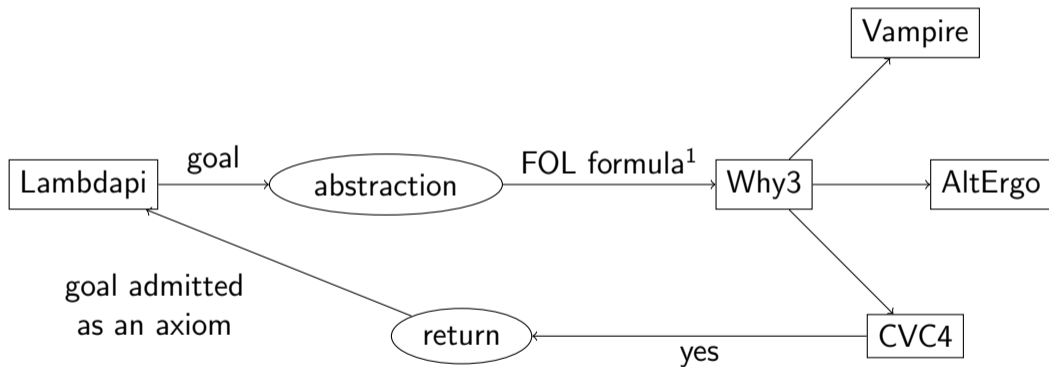 Vampire
goal
FOL formula¹
Lambdapi
abstraction
Why3
AltErgo
goal admitted
as an axiom
return
yes
CVC4